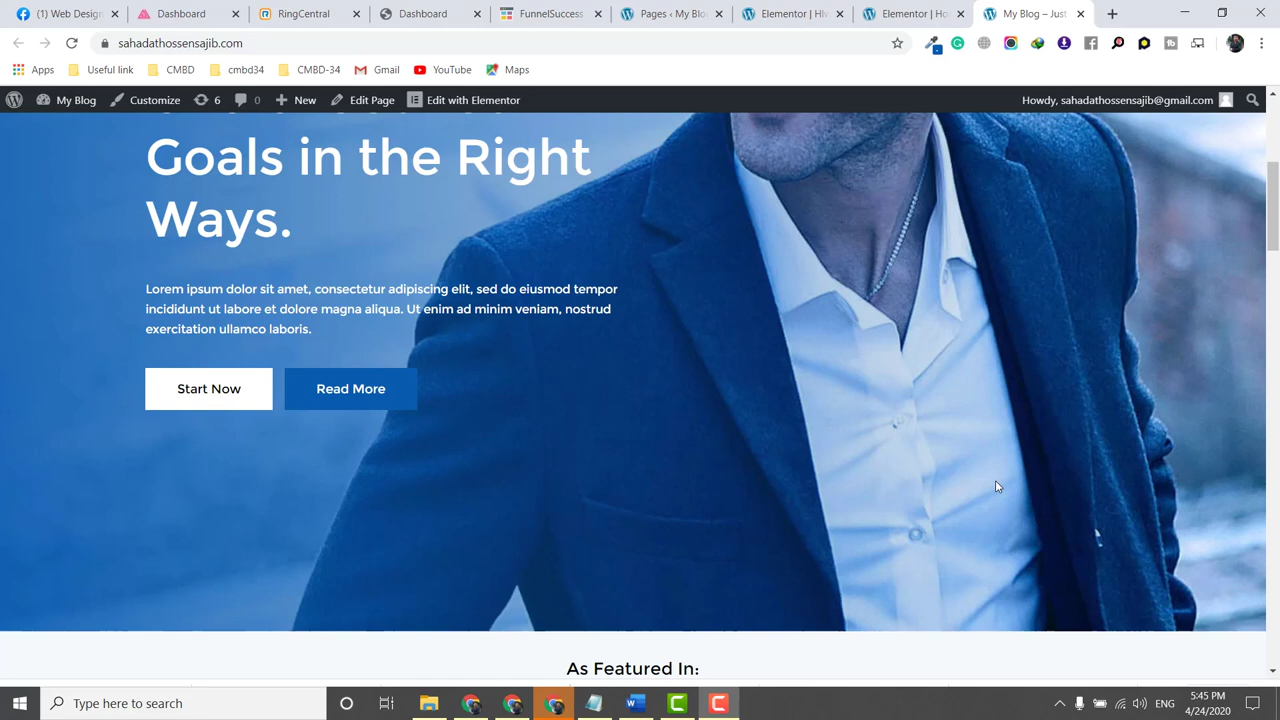 (1) Web Design
Dashboard
RingCentral
Dashboard
FunnelSuccess
Pages ‹ My Blo
Elementor | Hiv
Elementor | Ho
My Blog – Just
sahadathossensajib.com
Apps
Useful link
CMBD
cmbd34
CMBD-34
Gmail
YouTube
Maps
My Blog
Customize
6
0
New
Edit Page
Edit with Elementor
Howdy, sahadathossensajib@gmail.com
Goals in the Right
Ways.
Lorem ipsum dolor sit amet, consectetur adipiscing elit, sed do eiusmod tempor
incididunt ut labore et dolore magna aliqua. Ut enim ad minim veniam, nostrud
exercitation ullamco laboris.
Start Now
Read More
As Featured In:
Type here to search
ENG
5:45 PM
4/24/2020